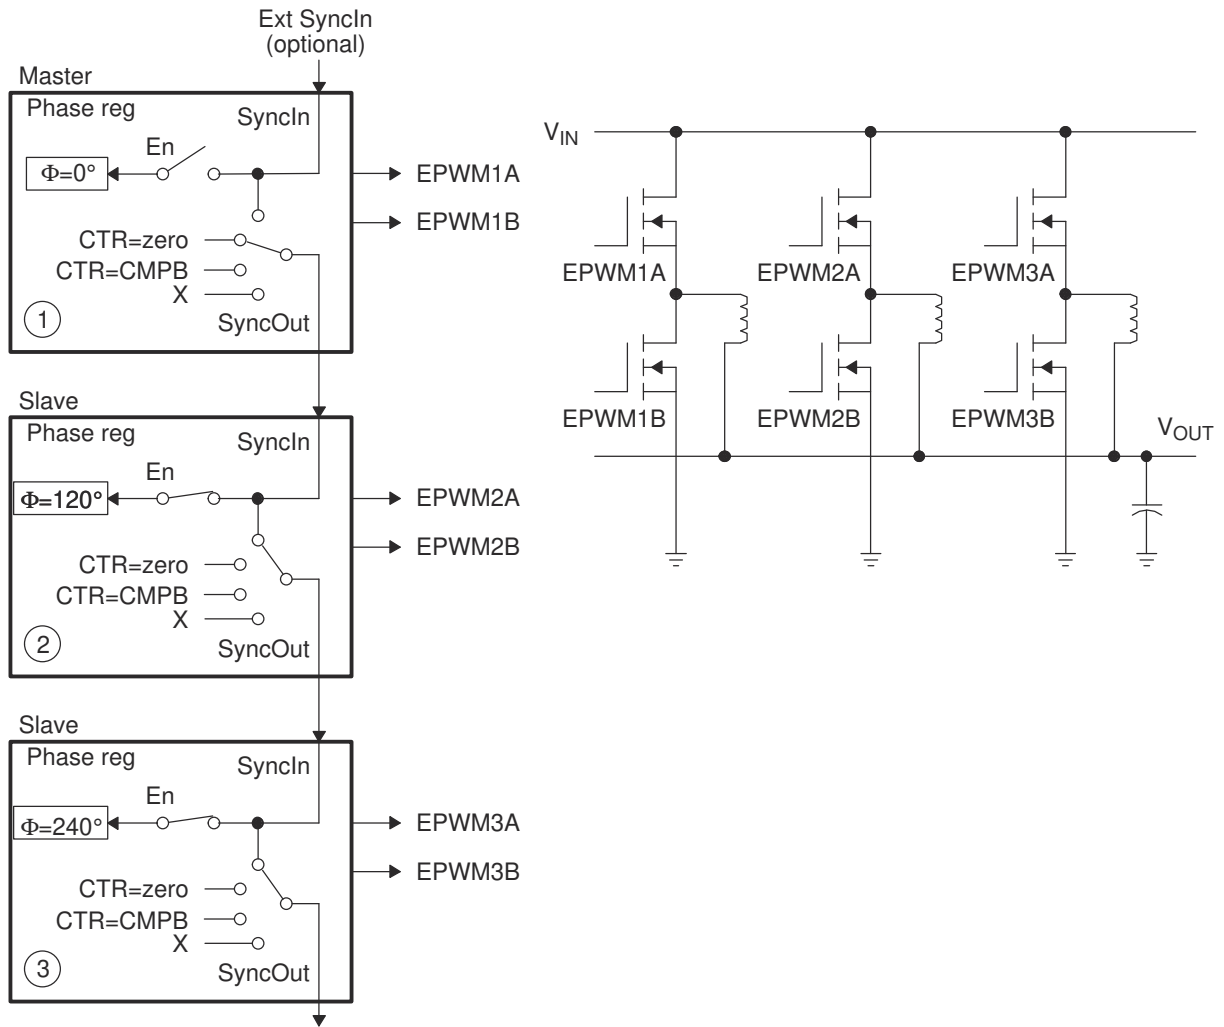 Ext SyncIn
(optional)
Master
Phase reg
SyncIn
En
Φ=0°
EPWM1A
EPWM1B
CTR=zero
CTR=CMPB
X
1
SyncOut
Slave
Phase reg
SyncIn
En
Φ=120°
EPWM2A
EPWM2B
CTR=zero
CTR=CMPB
X
2
SyncOut
Slave
Phase reg
SyncIn
En
Φ=240°
EPWM3A
EPWM3B
CTR=zero
CTR=CMPB
X
3
SyncOut
VIN
EPWM1A
EPWM2A
EPWM3A
EPWM1B
EPWM2B
EPWM3B
VOUT